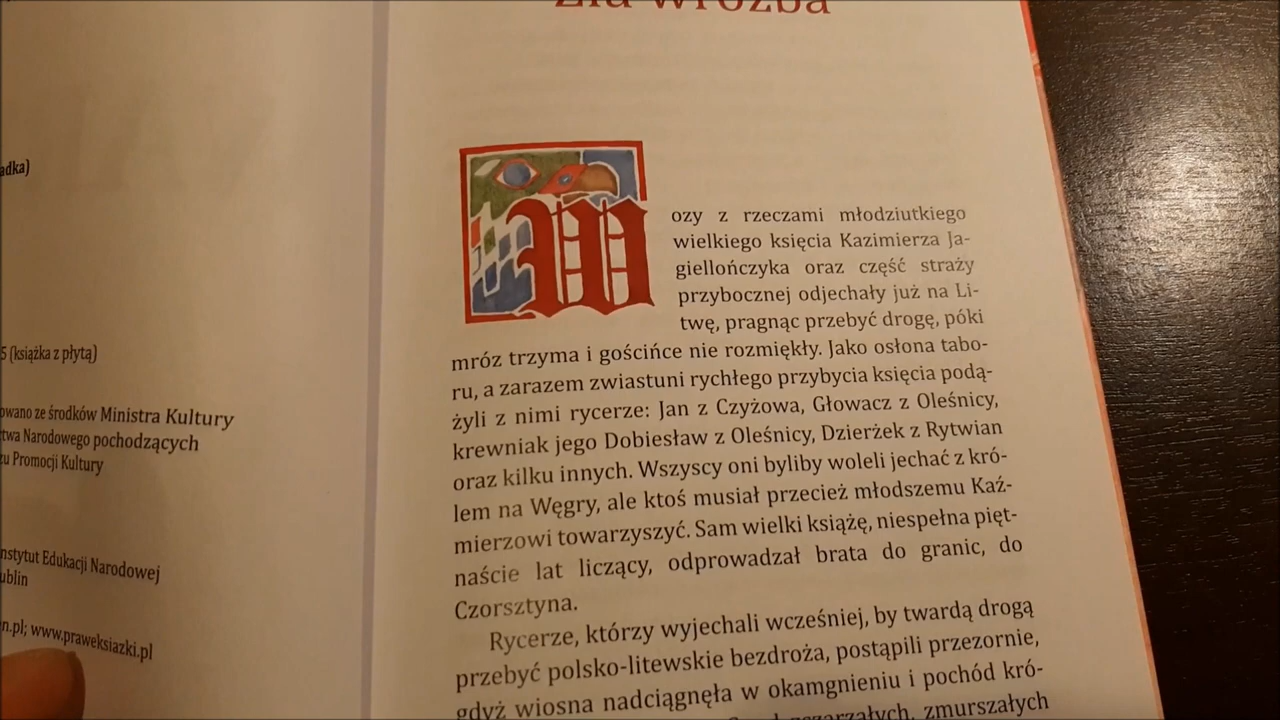 Zła wróżba
adka)
5 (książka z płytą)
owano ze środków Ministra Kultury
twa Narodowego pochodzących
zu Promocji Kultury
nstytut Edukacji Narodowej
ublin
n.pl; www.praweksiazki.pl
W
ozy z rzeczami młodziutkiego
wielkiego księcia Kazimierza Ja-
giellończyka oraz część straży
przybocznej odjechały już na Li-
twę, pragnąc przebyć drogę, póki
mróz trzyma i gościńce nie rozmiękły. Jako osłona tabo-
ru, a zarazem zwiastuni rychłego przybycia księcia podą-
żyli z nimi rycerze: Jan z Czyżowa, Głowacz z Oleśnicy,
krewniak jego Dobiesław z Oleśnicy, Dzierżek z Rytwian
oraz kilku innych. Wszyscy oni byliby woleli jechać z kró-
lem na Węgry, ale ktoś musiał przecież młodszemu Kaź-
mierzowi towarzyszyć. Sam wielki książę, niespełna pięt-
naście lat liczący, odprowadzał brata do granic, do
Czorsztyna.
Rycerze, którzy wyjechali wcześniej, by twardą drogą
przebyć polsko-litewskie bezdroża, postąpili przezornie,
gdyż wiosna nadciągnęła w okamgnieniu i pochód kró-
zmurszałych